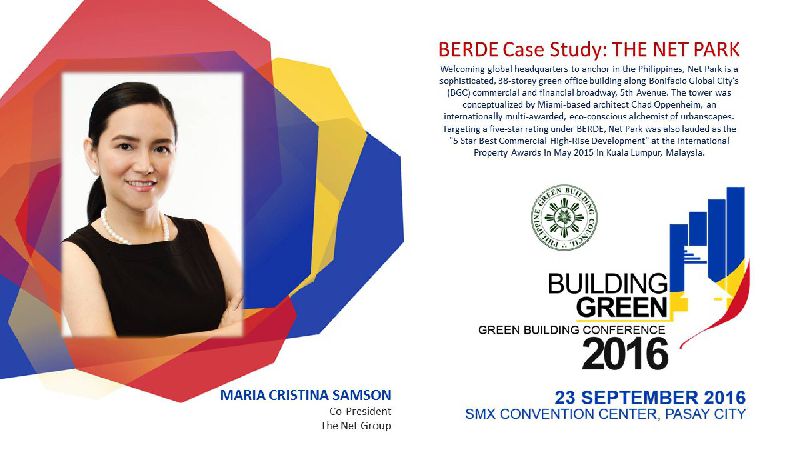 BERDE Case Study: THE NET PARK
Welcoming global headquarters to anchor in the Philippines, Net Park is a
sophisticated, 38-storey green office building along Bonifacio Global City's
(BGC) commercial and financial broadway, 5th Avenue. The tower was
conceptualized by Miami-based architect Chad Oppenheim, an
internationally multi-awarded, eco-conscious alchemist of urbanscapes.
Targeting a five-star rating under BERDE, Net Park was also lauded as the
"5 Star Best Commercial High-Rise Development" at the International
Property Awards in May 2015 in Kuala Lumpur, Malaysia.
PHILIPPINE GREEN BUILDING COUNCIL
BUILDING
GREEN
GREEN BUILDING CONFERENCE
2016
MARIA CRISTINA SAMSON
Co-President
The Net Group
23 SEPTEMBER 2016
SMX CONVENTION CENTER, PASAY CITY